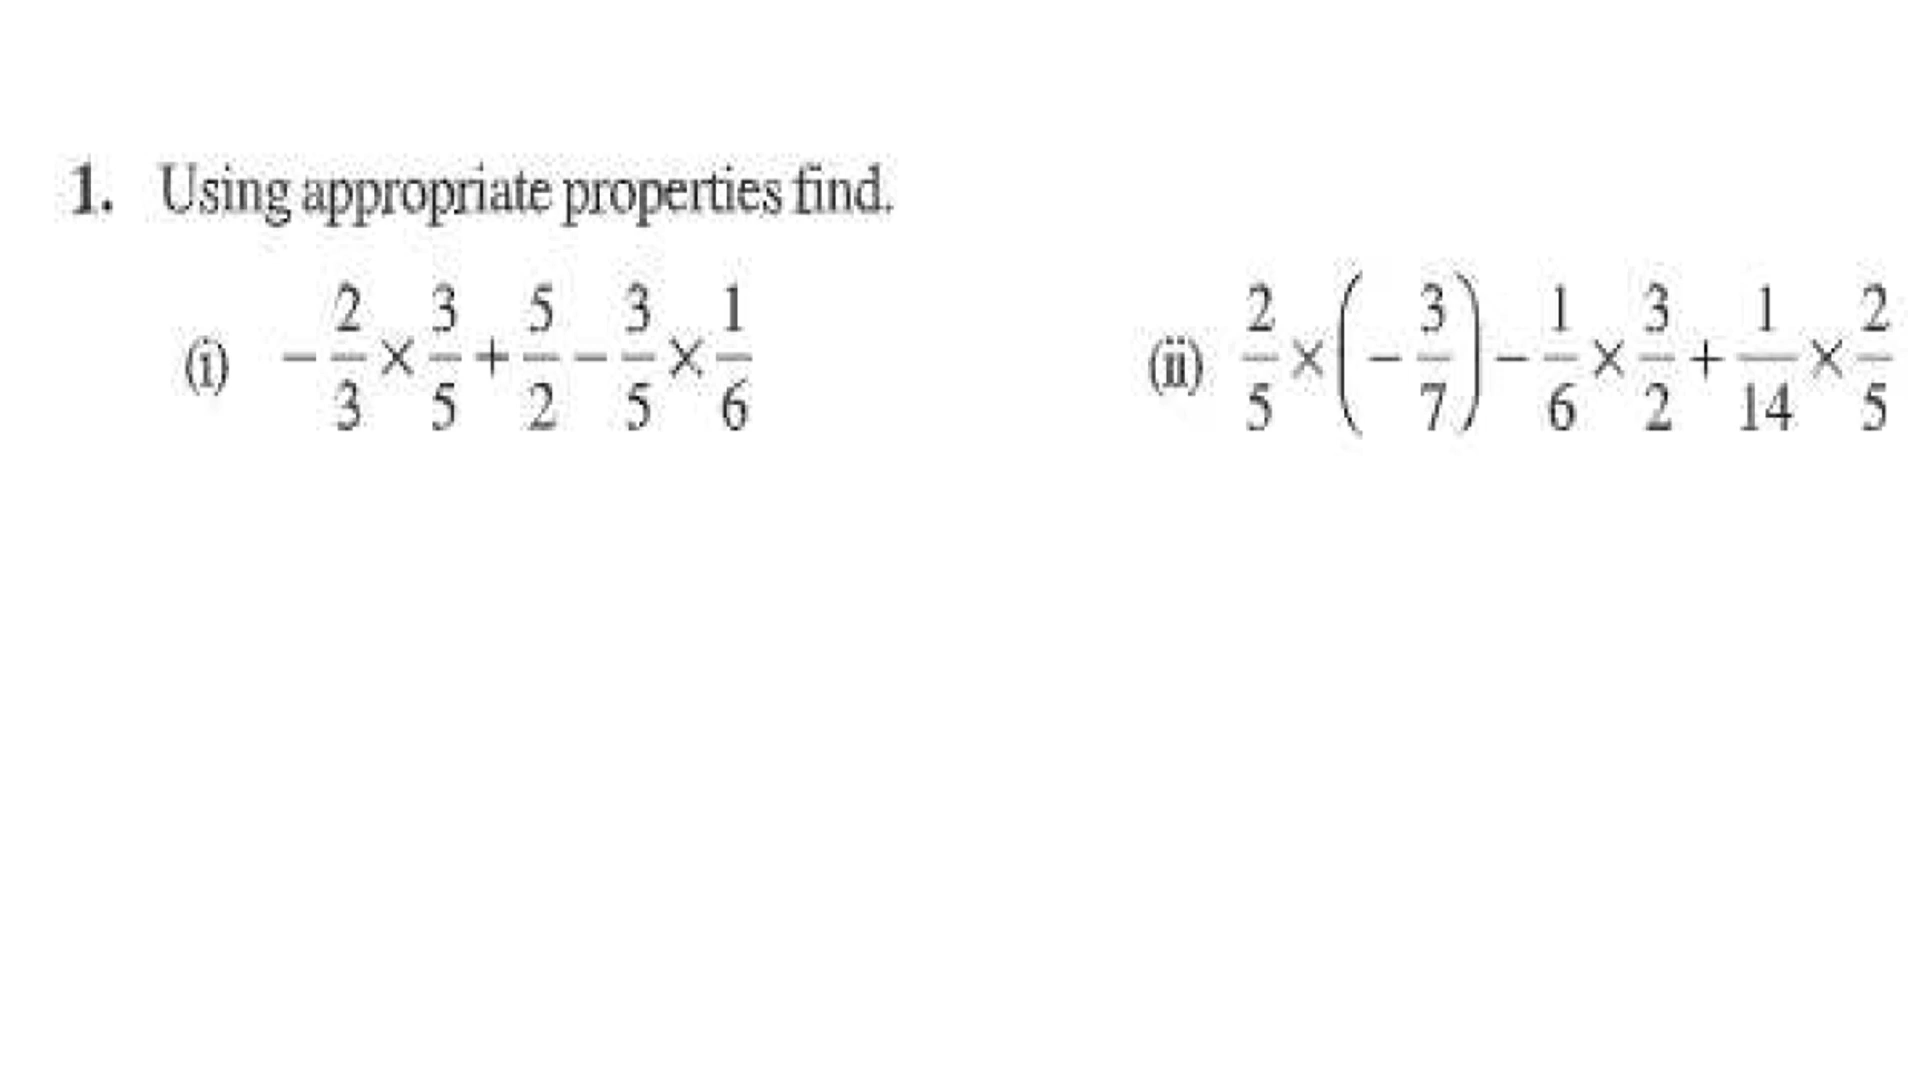 1. Using appropriate properties find.
(i) − 2/3 × 3/5 + 5/2 − 3/5 × 1/6
(ii) 2/5 × (− 3/7) − 1/6 × 3/2 + 1/14 × 2/5